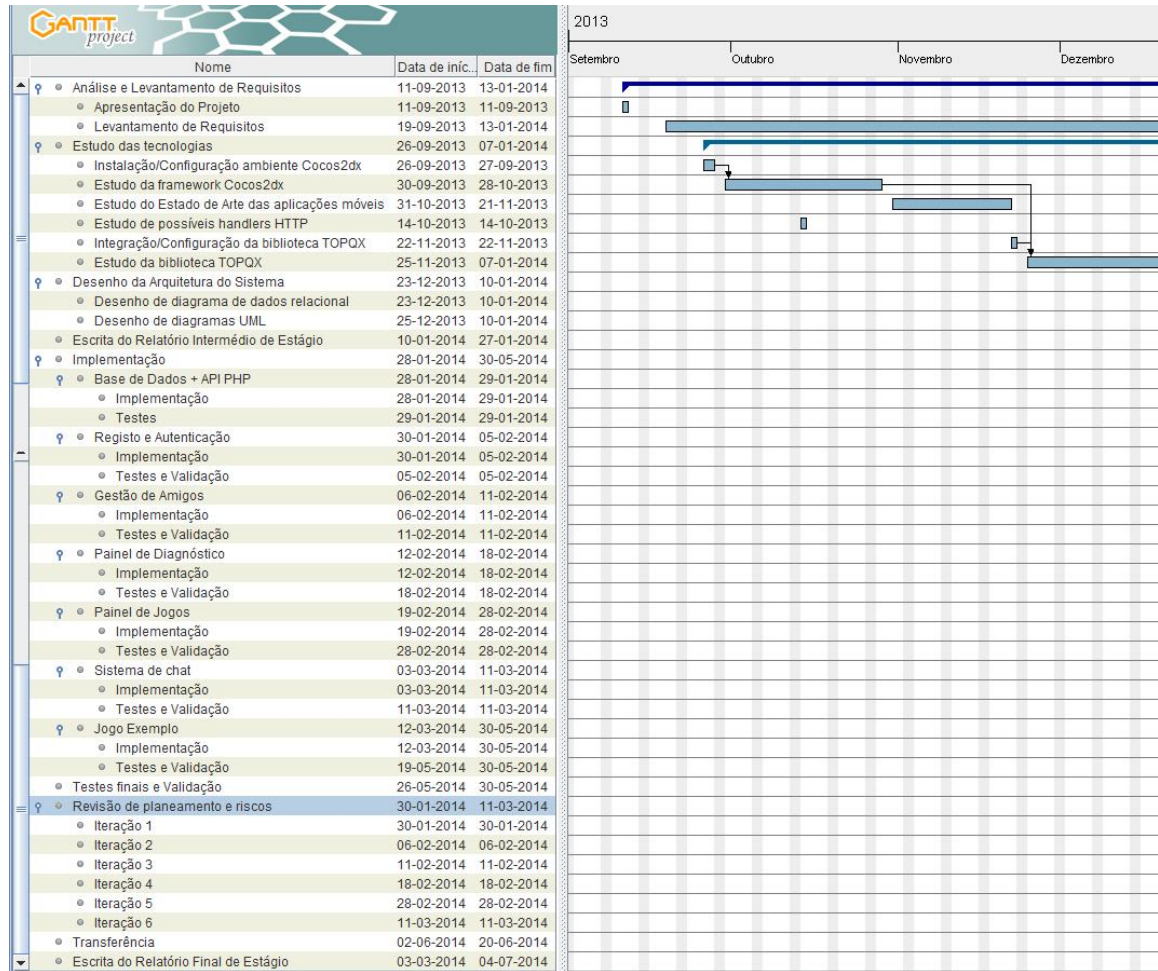 GANTT project
2013
Setembro Outubro Novembro Dezembro
Nome Data de iníc... Data de fim
Análise e Levantamento de Requisitos 11-09-2013 13-01-2014
Apresentação do Projeto 11-09-2013 11-09-2013
Levantamento de Requisitos 19-09-2013 13-01-2014
Estudo das tecnologias 26-09-2013 07-01-2014
Instalação/Configuração ambiente Cocos2dx 26-09-2013 27-09-2013
Estudo da framework Cocos2dx 30-09-2013 28-10-2013
Estudo do Estado de Arte das aplicações móveis 31-10-2013 21-11-2013
Estudo de possíveis handlers HTTP 14-10-2013 14-10-2013
Integração/Configuração da biblioteca TOPQX 22-11-2013 22-11-2013
Estudo da biblioteca TOPQX 25-11-2013 07-01-2014
Desenho da Arquitetura do Sistema 23-12-2013 10-01-2014
Desenho de diagrama de dados relacional 23-12-2013 10-01-2014
Desenho de diagramas UML 25-12-2013 10-01-2014
Escrita do Relatório Intermédio de Estágio 10-01-2014 27-01-2014
Implementação 28-01-2014 30-05-2014
Base de Dados + API PHP 28-01-2014 29-01-2014
Implementação 28-01-2014 29-01-2014
Testes 29-01-2014 29-01-2014
Registo e Autenticação 30-01-2014 05-02-2014
Implementação 30-01-2014 05-02-2014
Testes e Validação 05-02-2014 05-02-2014
Gestão de Amigos 06-02-2014 11-02-2014
Implementação 06-02-2014 11-02-2014
Testes e Validação 11-02-2014 11-02-2014
Painel de Diagnóstico 12-02-2014 18-02-2014
Implementação 12-02-2014 18-02-2014
Testes e Validação 18-02-2014 18-02-2014
Painel de Jogos 19-02-2014 28-02-2014
Implementação 19-02-2014 28-02-2014
Testes e Validação 28-02-2014 28-02-2014
Sistema de chat 03-03-2014 11-03-2014
Implementação 03-03-2014 11-03-2014
Testes e Validação 11-03-2014 11-03-2014
Jogo Exemplo 12-03-2014 30-05-2014
Implementação 12-03-2014 30-05-2014
Testes e Validação 19-05-2014 30-05-2014
Testes finais e Validação 26-05-2014 30-05-2014
Revisão de planeamento e riscos 30-01-2014 11-03-2014
Iteração 1 30-01-2014 30-01-2014
Iteração 2 06-02-2014 06-02-2014
Iteração 3 11-02-2014 11-02-2014
Iteração 4 18-02-2014 18-02-2014
Iteração 5 28-02-2014 28-02-2014
Iteração 6 11-03-2014 11-03-2014
Transferência 02-06-2014 20-06-2014
Escrita do Relatório Final de Estágio 03-03-2014 04-07-2014